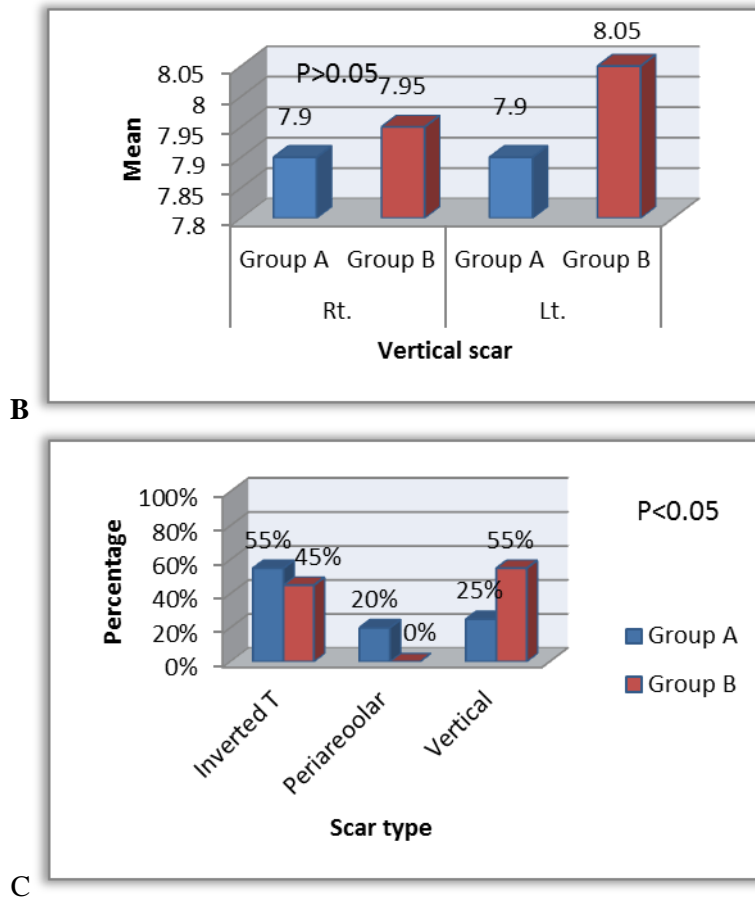 8.05
P>0.05
8.05
8
7.95
7.9
7.85
7.8
7.9
7.95
7.9
Mean
Group A Group B Group A Group B
Rt. Lt.
Vertical scar
B
100%
80%
60%
40%
20%
0%
Percentage
55%
45%
20%
0%
25%
55%
P<0.05
Group A
Group B
Inverted T
Periareoolar
Vertical
Scar type
C